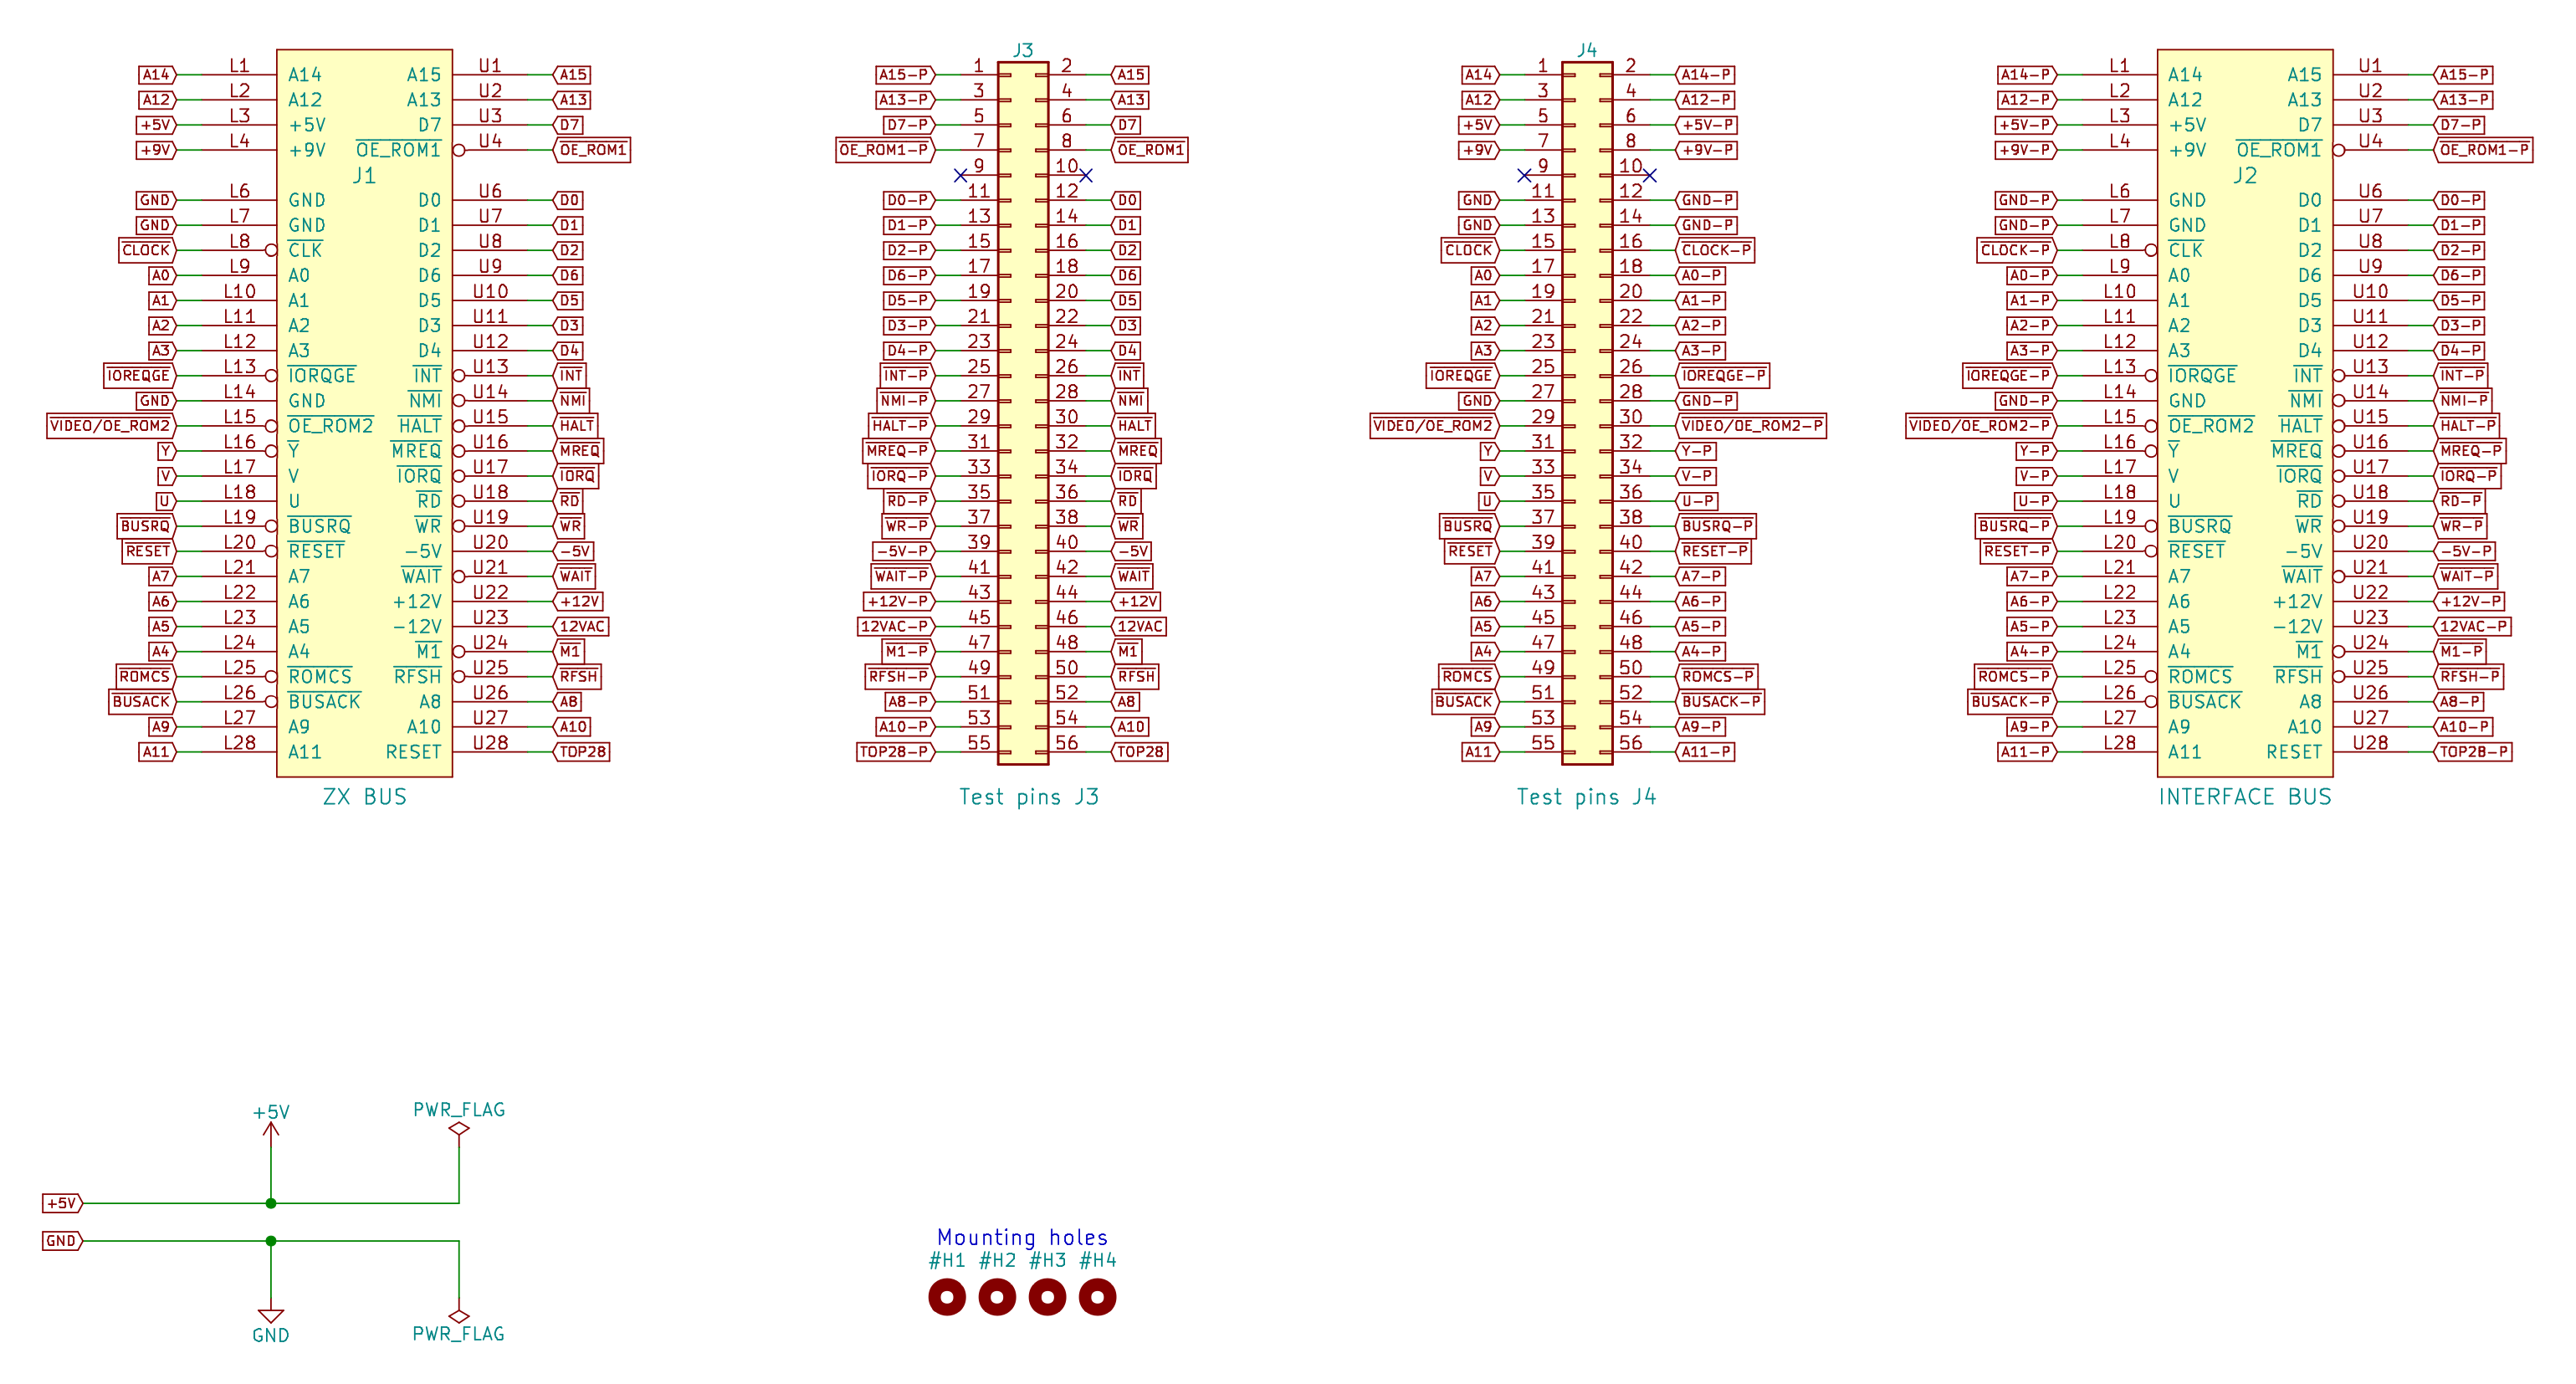 J3 J4
A14 L1 A14 A15 U1 A15 A15-P 1 2 A15 A14 1 2 A14-P A14-P L1 A14 A15 U1 A15-P
A12 L2 A12 A13 U2 A13 A13-P 3 4 A13 A12 3 4 A12-P A12-P L2 A12 A13 U2 A13-P
+5V L3 +5V D7 U3 D7 D7-P 5 6 D7 +5V 5 6 +5V-P +5V-P L3 +5V D7 U3 D7-P
+9V L4 +9V OE_ROM1 U4 OE_ROM1 OE_ROM1-P 7 8 OE_ROM1 +9V 7 8 +9V-P +9V-P L4 +9V OE_ROM1 U4 OE_ROM1-P
J1 9 10 9 10 J2
GND L6 GND D0 U6 D0 D0-P 11 12 D0 GND 11 12 GND-P GND-P L6 GND D0 U6 D0-P
GND L7 GND D1 U7 D1 D1-P 13 14 D1 GND 13 14 GND-P GND-P L7 GND D1 U7 D1-P
CLOCK L8 CLK D2 U8 D2 D2-P 15 16 D2 CLOCK 15 16 CLOCK-P CLOCK-P L8 CLK D2 U8 D2-P
A0 L9 A0 D6 U9 D6 D6-P 17 18 D6 A0 17 18 A0-P A0-P L9 A0 D6 U9 D6-P
A1 L10 A1 D5 U10 D5 D5-P 19 20 D5 A1 19 20 A1-P A1-P L10 A1 D5 U10 D5-P
A2 L11 A2 D3 U11 D3 D3-P 21 22 D3 A2 21 22 A2-P A2-P L11 A2 D3 U11 D3-P
A3 L12 A3 D4 U12 D4 D4-P 23 24 D4 A3 23 24 A3-P A3-P L12 A3 D4 U12 D4-P
IOREQGE L13 IORQGE INT U13 INT INT-P 25 26 INT IOREQGE 25 26 IOREQGE-P IOREQGE-P L13 IORQGE INT U13 INT-P
GND L14 GND NMI U14 NMI NMI-P 27 28 NMI GND 27 28 GND-P GND-P L14 GND NMI U14 NMI-P
VIDEO/OE_ROM2 L15 OE_ROM2 HALT U15 HALT HALT-P 29 30 HALT VIDEO/OE_ROM2 29 30 VIDEO/OE_ROM2-P VIDEO/OE_ROM2-P L15 OE_ROM2 HALT U15 HALT-P
Y L16 Y MREQ U16 MREQ MREQ-P 31 32 MREQ Y 31 32 Y-P Y-P L16 Y MREQ U16 MREQ-P
V L17 V IORQ U17 IORQ IORQ-P 33 34 IORQ V 33 34 V-P V-P L17 V IORQ U17 IORQ-P
U L18 U RD U18 RD RD-P 35 36 RD U 35 36 U-P U-P L18 U RD U18 RD-P
BUSRQ L19 BUSRQ WR U19 WR WR-P 37 38 WR BUSRQ 37 38 BUSRQ-P BUSRQ-P L19 BUSRQ WR U19 WR-P
RESET L20 RESET -5V U20 -5V -5V-P 39 40 -5V RESET 39 40 RESET-P RESET-P L20 RESET -5V U20 -5V-P
A7 L21 A7 WAIT U21 WAIT WAIT-P 41 42 WAIT A7 41 42 A7-P A7-P L21 A7 WAIT U21 WAIT-P
A6 L22 A6 +12V U22 +12V +12V-P 43 44 +12V A6 43 44 A6-P A6-P L22 A6 +12V U22 +12V-P
A5 L23 A5 -12V U23 12VAC 12VAC-P 45 46 12VAC A5 45 46 A5-P A5-P L23 A5 -12V U23 12VAC-P
A4 L24 A4 M1 U24 M1 M1-P 47 48 M1 A4 47 48 A4-P A4-P L24 A4 M1 U24 M1-P
ROMCS L25 ROMCS RFSH U25 RFSH RFSH-P 49 50 RFSH ROMCS 49 50 ROMCS-P ROMCS-P L25 ROMCS RFSH U25 RFSH-P
BUSACK L26 BUSACK A8 U26 A8 A8-P 51 52 A8 BUSACK 51 52 BUSACK-P BUSACK-P L26 BUSACK A8 U26 A8-P
A9 L27 A9 A10 U27 A10 A10-P 53 54 A10 A9 53 54 A9-P A9-P L27 A9 A10 U27 A10-P
A11 L28 A11 RESET U28 TOP28 TOP28-P 55 56 TOP28 A11 55 56 A11-P A11-P L28 A11 RESET U28 TOP28-P
ZX BUS Test pins J3 Test pins J4 INTERFACE BUS
+5V PWR_FLAG
+5V
GND
Mounting holes
#H1 #H2 #H3 #H4
GND PWR_FLAG